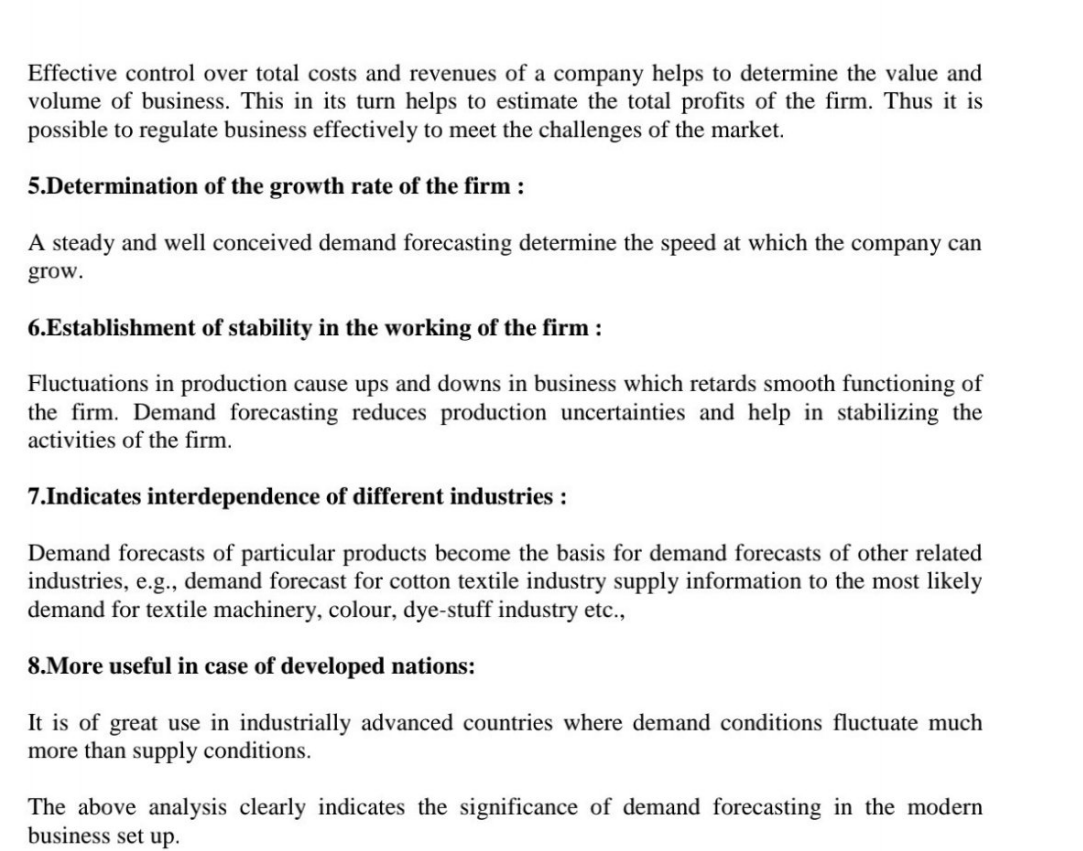 Effective control over total costs and revenues of a company helps to determine the value and
volume of business. This in its turn helps to estimate the total profits of the firm. Thus it is
possible to regulate business effectively to meet the challenges of the market.
5.Determination of the growth rate of the firm :
A steady and well conceived demand forecasting determine the speed at which the company can
grow.
6.Establishment of stability in the working of the firm :
Fluctuations in production cause ups and downs in business which retards smooth functioning of
the firm. Demand forecasting reduces production uncertainties and help in stabilizing the
activities of the firm.
7.Indicates interdependence of different industries :
Demand forecasts of particular products become the basis for demand forecasts of other related
industries, e.g., demand forecast for cotton textile industry supply information to the most likely
demand for textile machinery, colour, dye-stuff industry etc.,
8.More useful in case of developed nations:
It is of great use in industrially advanced countries where demand conditions fluctuate much
more than supply conditions.
The above analysis clearly indicates the significance of demand forecasting in the modern
business set up.